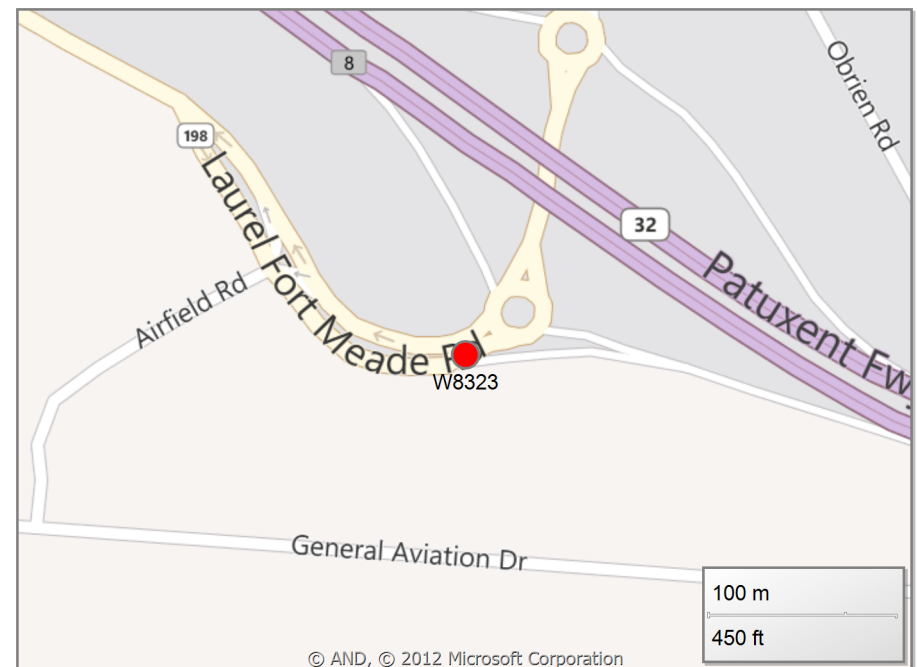 8
Obrien Rd
198
Laurel Fort Meade Rd
32
Patuxent Fwy
Airfield Rd
W8323
General Aviation Dr
100 m
450 ft
© AND, © 2012 Microsoft Corporation